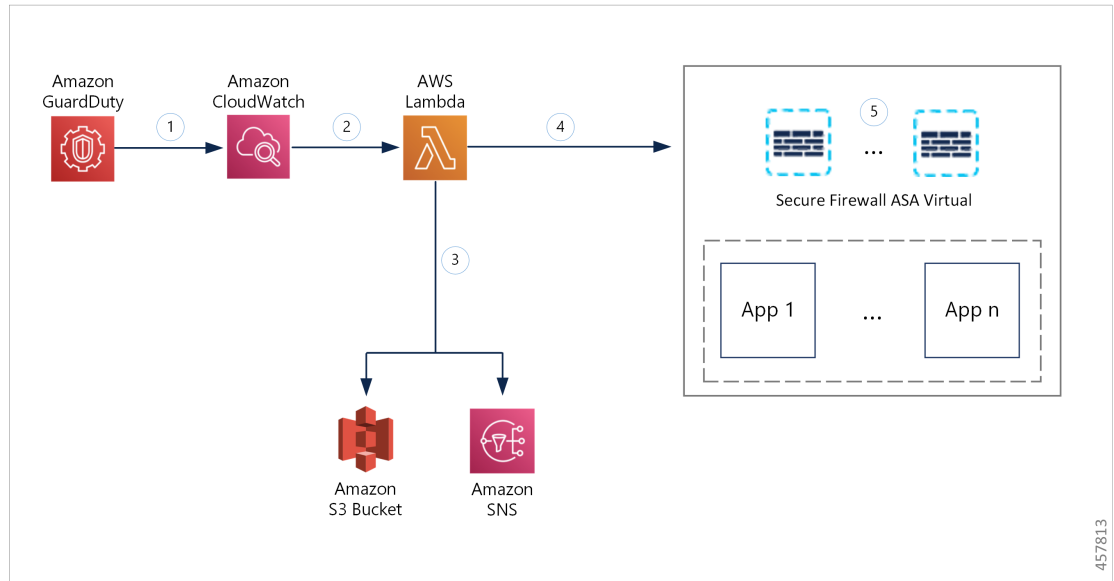 Amazon
GuardDuty
1
Amazon
CloudWatch
2
AWS
Lambda
4
5
...
Secure Firewall ASA Virtual
3
App 1
...
App n
Amazon
S3 Bucket
Amazon
SNS
457813